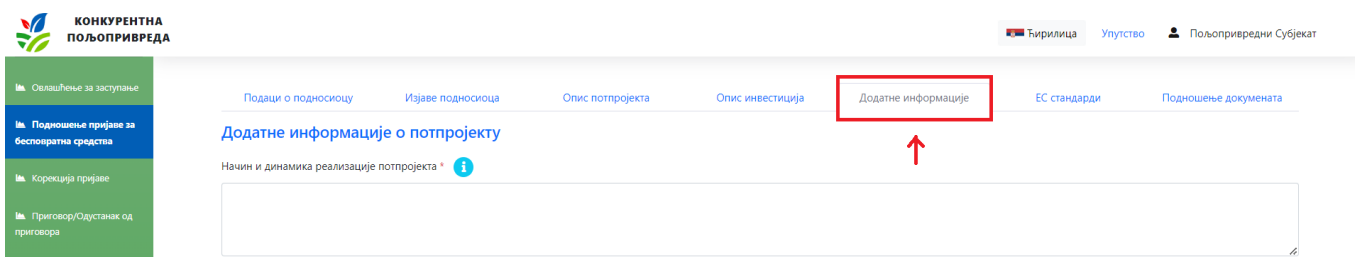 КОНКУРЕНТНА
ПОЉОПРИВРЕДА
Ћирилица
Упутство
Пољопривредни Субјекат
Овлашћење за заступање
Подношење пријаве за
бесповратна средства
Корекција пријаве
Приговор/Одустанак од
приговора
Подаци о подносиоцу
Изјаве подносиоца
Опис потпројекта
Опис инвестиција
Додатне информације
ЕС стандарди
Подношење докумената
Додатне информације о потпројекту
Начин и динамика реализације потпројекта *